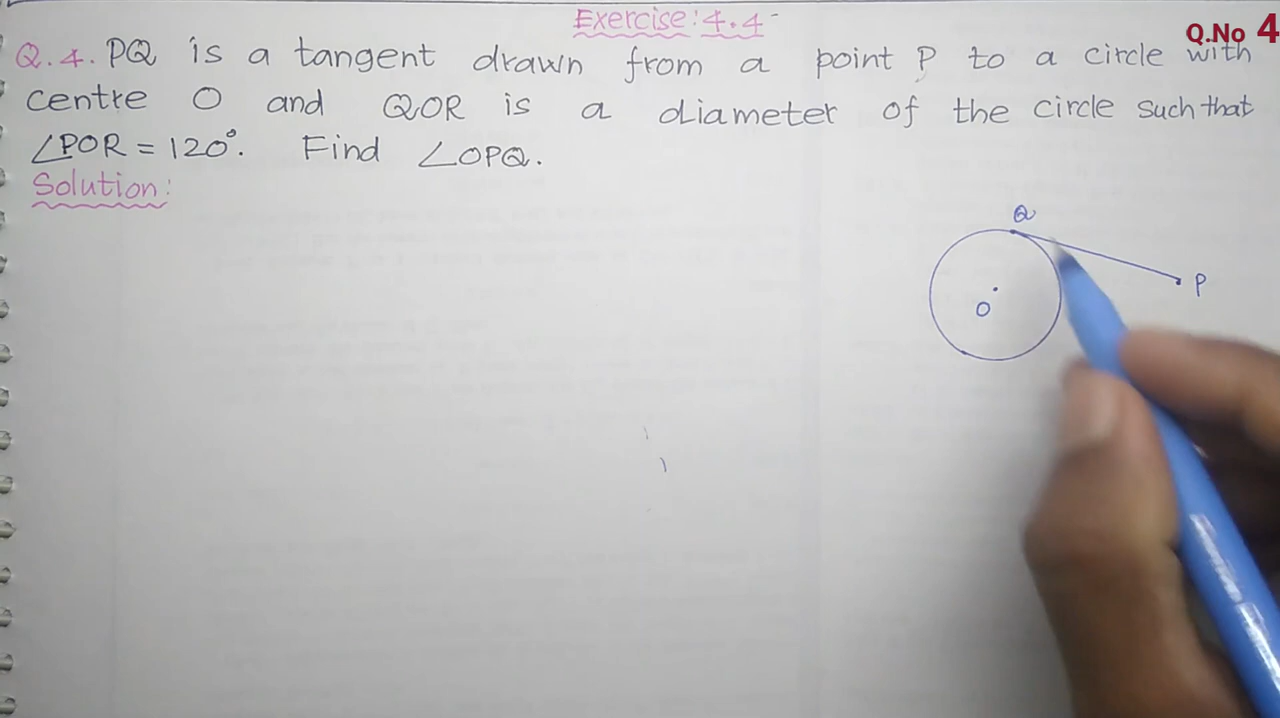 Exercise: 4.4
Q.No 4
Q.4. PQ is a tangent drawn from a point P to a circle with
centre O and QOR is a diameter of the circle such that
∠POR = 120°. Find ∠OPQ.
Solution:
Q
P
O